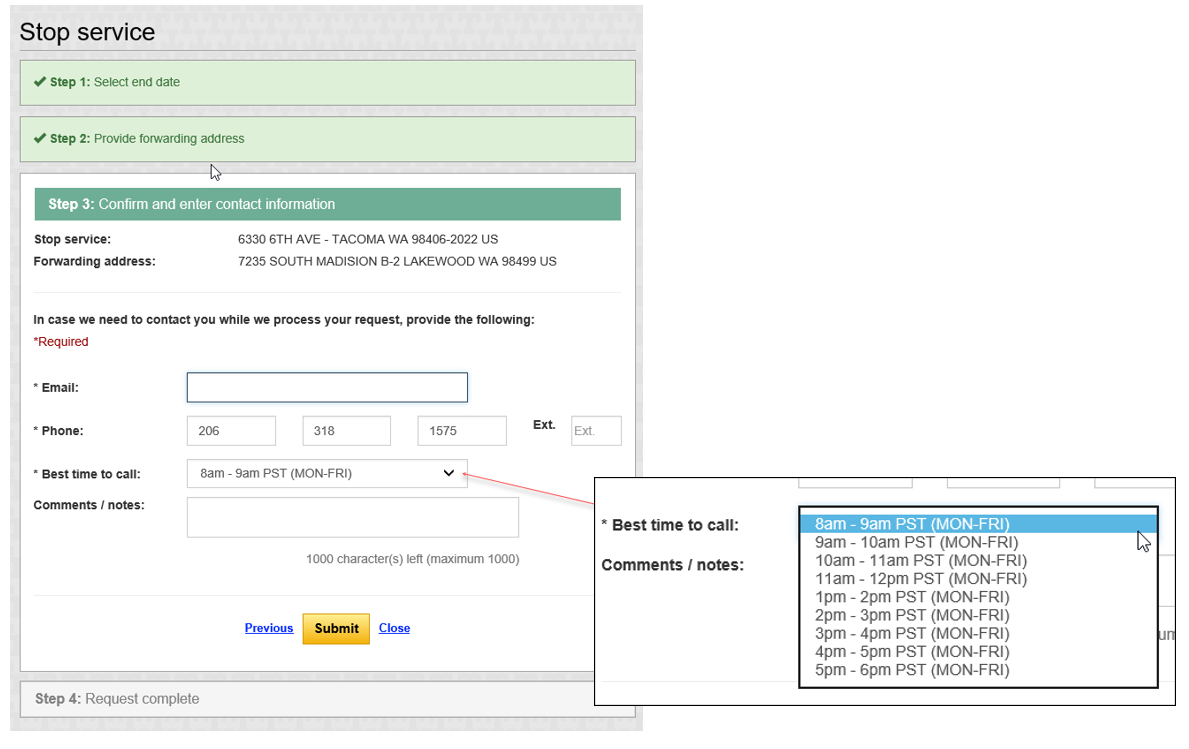 Stop service
Step 1: Select end date
Step 2: Provide forwarding address
Step 3: Confirm and enter contact information
Stop service: 6330 6TH AVE - TACOMA WA 98406-2022 US
Forwarding address: 7235 SOUTH MADISION B-2 LAKEWOOD WA 98499 US
In case we need to contact you while we process your request, provide the following:
*Required
* Email:
* Phone: 206 318 1575 Ext. Ext.
* Best time to call: 8am - 9am PST (MON-FRI)
Comments / notes:
1000 character(s) left (maximum 1000)
Previous Submit Close
Step 4: Request complete
* Best time to call:
Comments / notes:
8am - 9am PST (MON-FRI)
9am - 10am PST (MON-FRI)
10am - 11am PST (MON-FRI)
11am - 12pm PST (MON-FRI)
1pm - 2pm PST (MON-FRI)
2pm - 3pm PST (MON-FRI)
3pm - 4pm PST (MON-FRI)
4pm - 5pm PST (MON-FRI)
5pm - 6pm PST (MON-FRI)